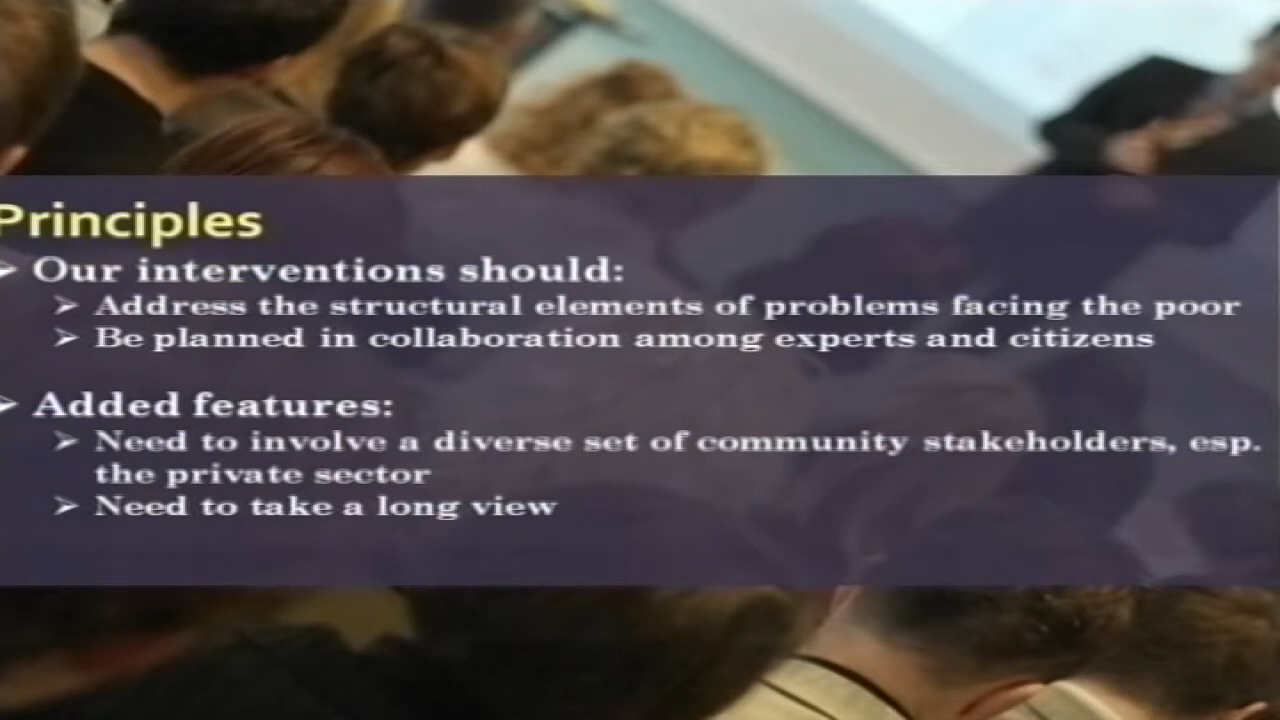 Principles
➢ Our interventions should:
➢ Address the structural elements of problems facing the poor
➢ Be planned in collaboration among experts and citizens
➢ Added features:
➢ Need to involve a diverse set of community stakeholders, esp.
the private sector
➢ Need to take a long view